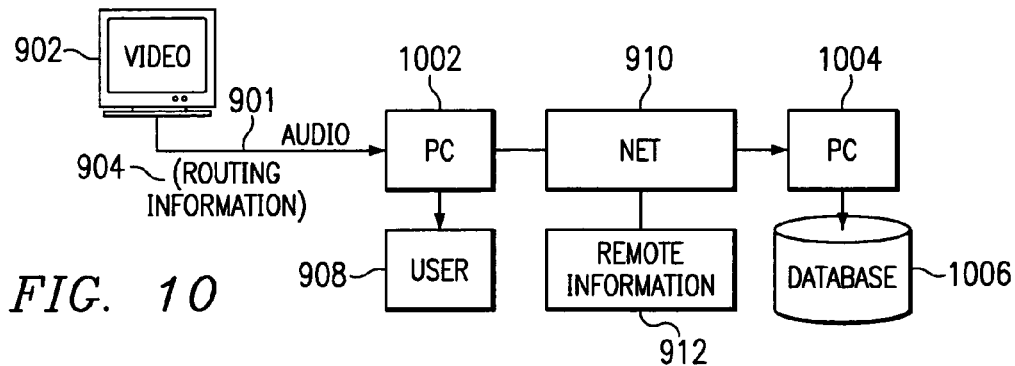 902
VIDEO
901
AUDIO
904
(ROUTING
INFORMATION)
1002
PC
910
NET
1004
PC
908
USER
REMOTE
INFORMATION
912
DATABASE
1006
FIG. 10